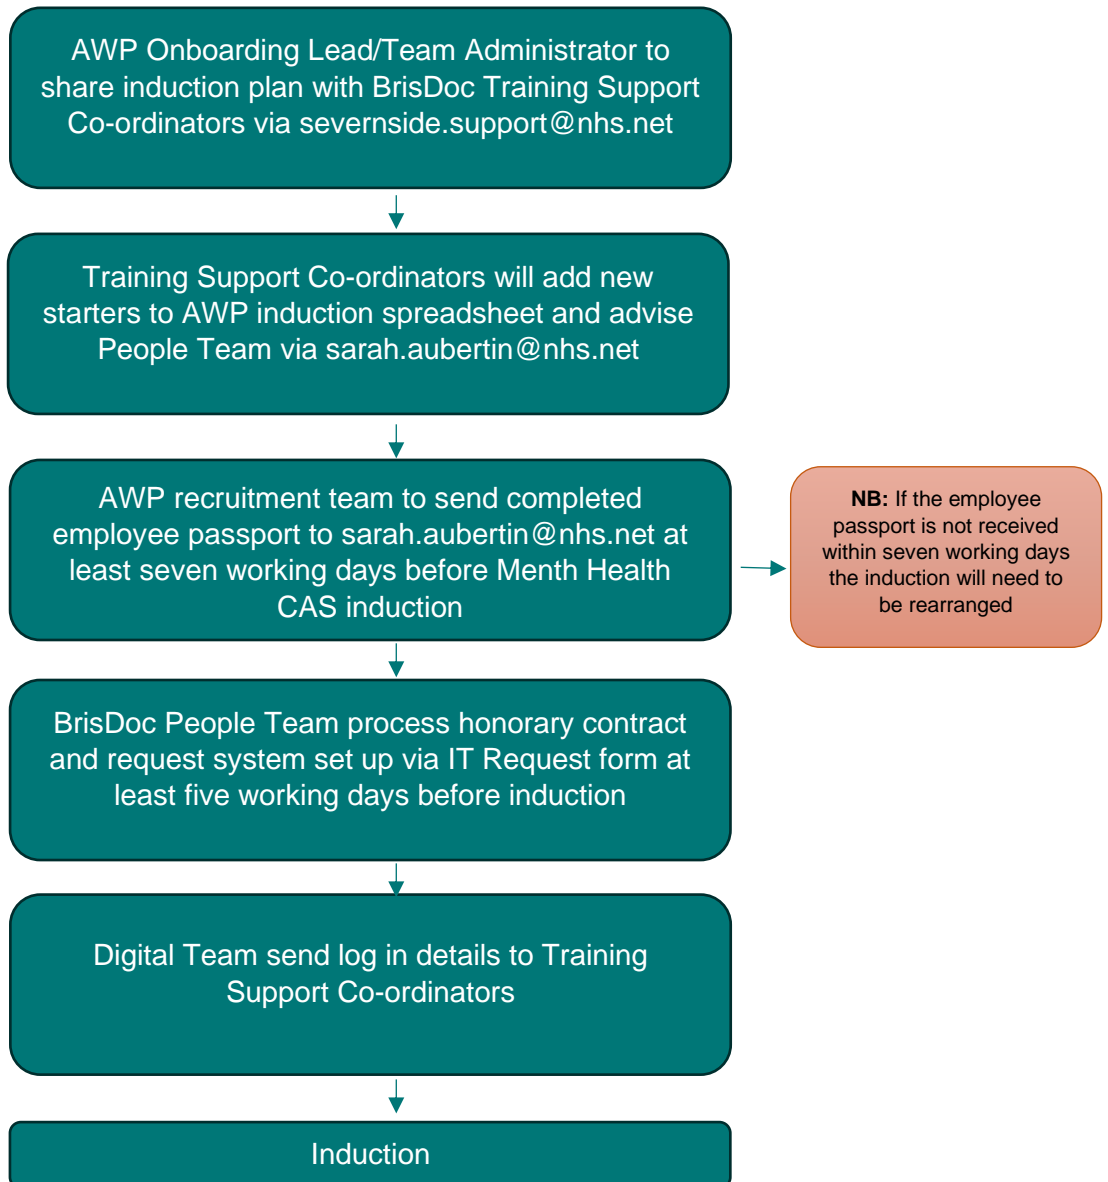 AWP Onboarding Lead/Team Administrator to
share induction plan with BrisDoc Training Support
Co-ordinators via severnside.support@nhs.net
Training Support Co-ordinators will add new
starters to AWP induction spreadsheet and advise
People Team via sarah.aubertin@nhs.net
AWP recruitment team to send completed
employee passport to sarah.aubertin@nhs.net at
least seven working days before Menth Health
CAS induction
NB: If the employee
passport is not received
within seven working days
the induction will need to
be rearranged
BrisDoc People Team process honorary contract
and request system set up via IT Request form at
least five working days before induction
Digital Team send log in details to Training
Support Co-ordinators
Induction